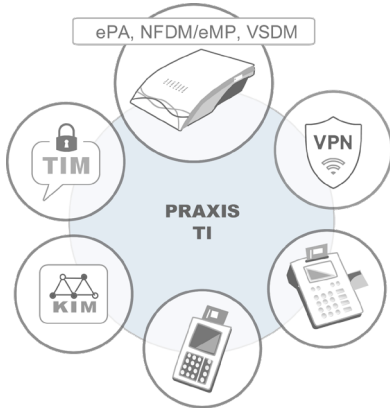 ePA, NFDM/eMP, VSDM
TIM
VPN
PRAXIS
TI
KIM